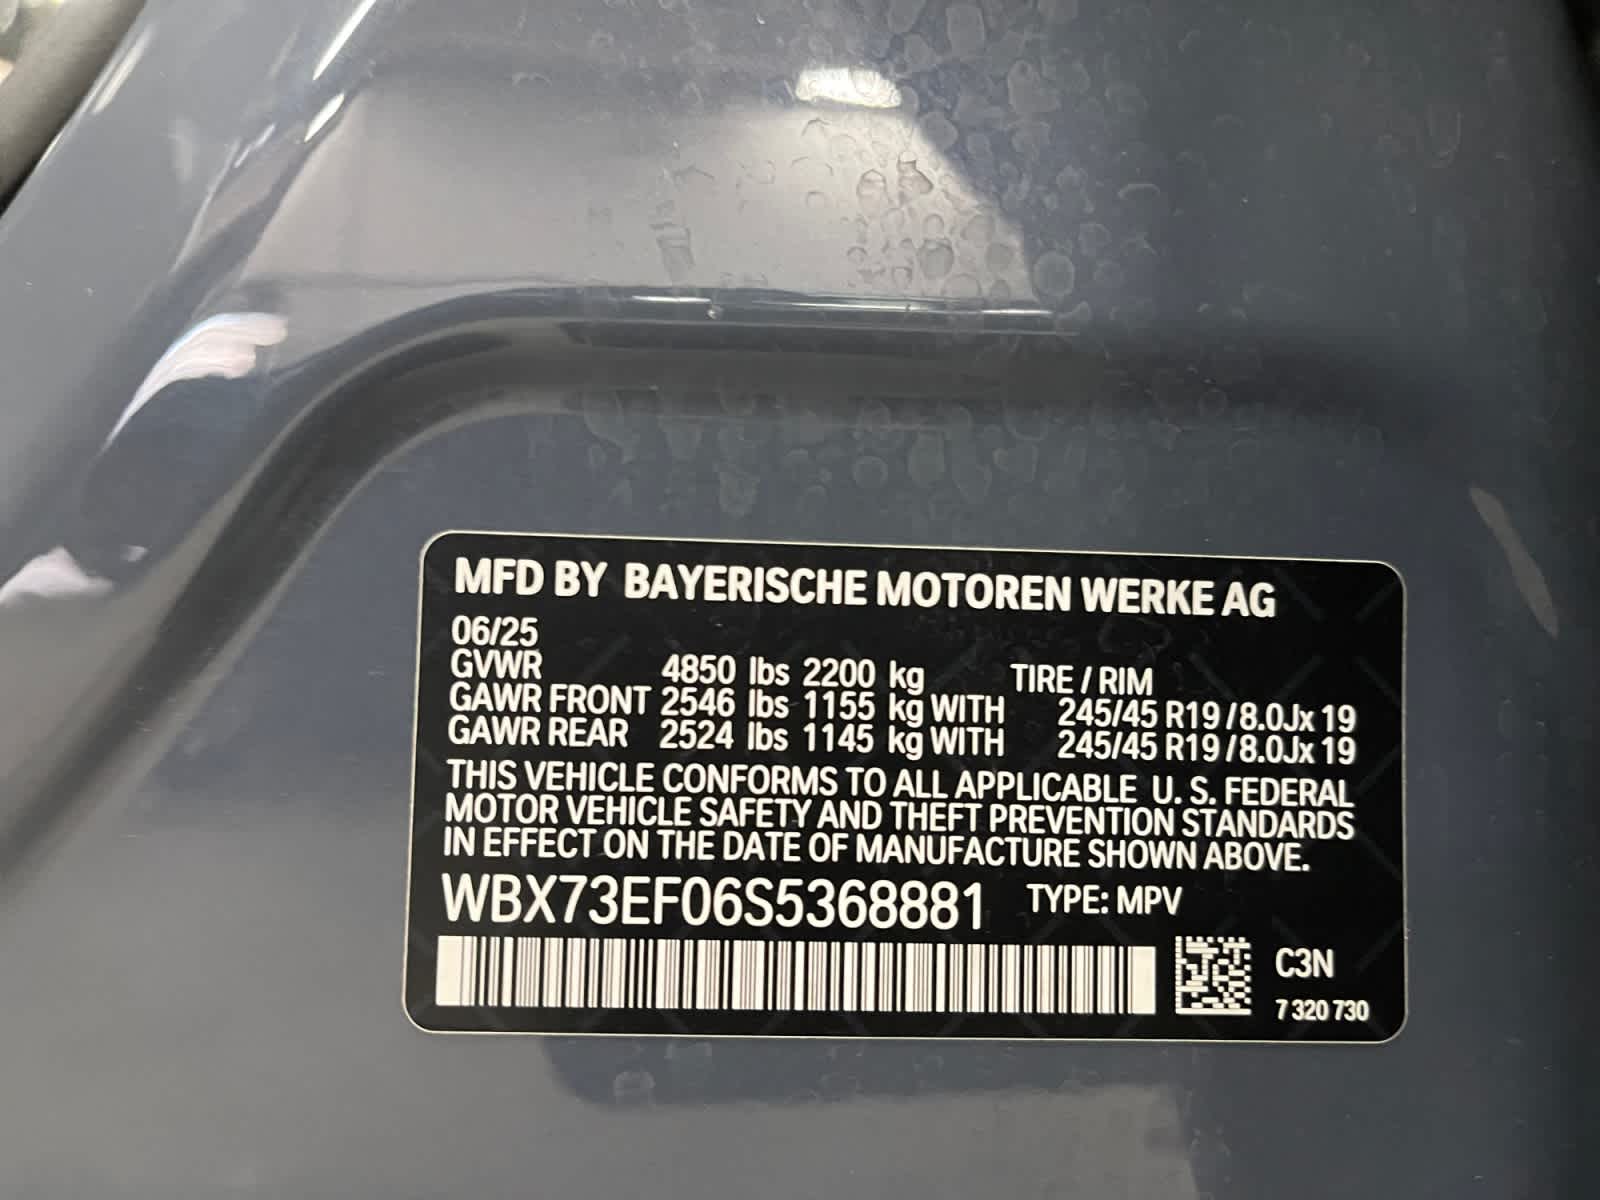 MFD BY BAYERISCHE MOTOREN WERKE AG
06/25
GVWR 4850 lbs 2200 kg TIRE / RIM
GAWR FRONT 2546 lbs 1155 kg WITH 245/45 R19 / 8.0Jx 19
GAWR REAR 2524 lbs 1145 kg WITH 245/45 R19 / 8.0Jx 19
THIS VEHICLE CONFORMS TO ALL APPLICABLE U. S. FEDERAL
MOTOR VEHICLE SAFETY AND THEFT PREVENTION STANDARDS
IN EFFECT ON THE DATE OF MANUFACTURE SHOWN ABOVE.
WBX73EF06S5368881 TYPE: MPV
C3N
7 320 730